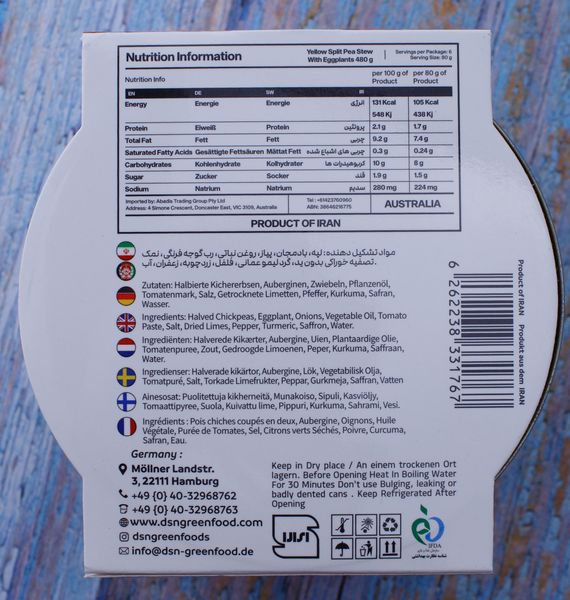 Nutrition Information
Yellow Split Pea Stew
With Eggplants 480 g
Servings per Package: 6
Serving Size: 80 g
Nutrition Info
per 100 g of Product
per 80 g of Product
EN DE SW IR
Energy Energie Energie انرژی 131 Kcal 105 Kcal
548 Kj 438 Kj
Protein Eiweiß Protein پروتئین 2.1 g 1.7 g
Total Fat Fett Fett چربی 9.2 g 7.4 g
Saturated Fatty Acids Gesättigte Fettsäuren Mättat Fett چربی های اشباع شده 0.3 g 0.24 g
Carbohydrates Kohlenhydrate Kolhydrater کربوهیدرات ها 10 g 8 g
Sugar Zucker Socker قند 1.9 g 1.5 g
Sodium Natrium Natrium سدیم 280 mg 224 mg
Imported by: Abedis Trading Group Pty Ltd
Address: 4 Simone Crescent, Doncaster East, VIC 3109, Australia
Tel : +61423760960
ABN: 38646216775
AUSTRALIA
PRODUCT OF IRAN
مواد تشکیل دهنده: لپه، بادمجان، پیاز، روغن نباتی، رب گوجه فرنگی، نمک
تصفیه خوراکی بدون ید، گرد لیمو عمانی، فلفل، زردچوبه، زعفران، آب.
Zutaten: Halbierte Kichererbsen, Auberginen, Zwiebeln, Pflanzenöl,
Tomatenmark, Salz, Getrocknete Limetten, Pfeffer, Kurkuma, Safran,
Wasser.
Ingredients: Halved Chickpeas, Eggplant, Onions, Vegetable Oil, Tomato
Paste, Salt, Dried Limes, Pepper, Turmeric, Saffron, Water.
Ingrediënten: Halverade Kikærter, Aubergine, Uien, Plantaardige Olie,
Tomatenpuree, Zout, Gedroogde Limoenen, Peper, Kurkuma, Saffraan,
Water.
Ingredienser: Halverade kikärtor, Aubergine, Lök, Vegetabilisk Olja,
Tomatpuré, Salt, Torkade Limefrukter, Peppar, Gurkmeja, Saffran, Vatten
Ainesosat: Puolitettuja kikherneitä, Munakoiso, Sipuli, Kasviöljy,
Tomaattipyree, Suola, Kuivattu lime, Pippuri, Kurkuma, Sahrami, Vesi.
Ingrédients : Pois chiches coupés en deux, Aubergine, Oignons, Huile
Végétale, Purée de Tomates, Sel, Citrons verts Séchés, Poivre, Curcuma,
Safran, Eau.
Product of IRAN Produkt aus dem IRAN
6 262238 331767
Germany :
Möllner Landstr.
3, 22111 Hamburg
+49 {0} 40-32968762
+49 {0} 40-32968763
www.dsngreenfood.com
dsngreenfoods
info@dsn-greenfood.de
Keep in Dry place / An einem trockenen Ort
lagern. Before Opening Heat In Boiling Water
For 30 Minutes Don't use Bulging, leaking or
badly dented cans . Keep Refrigerated After
Opening
IFDA